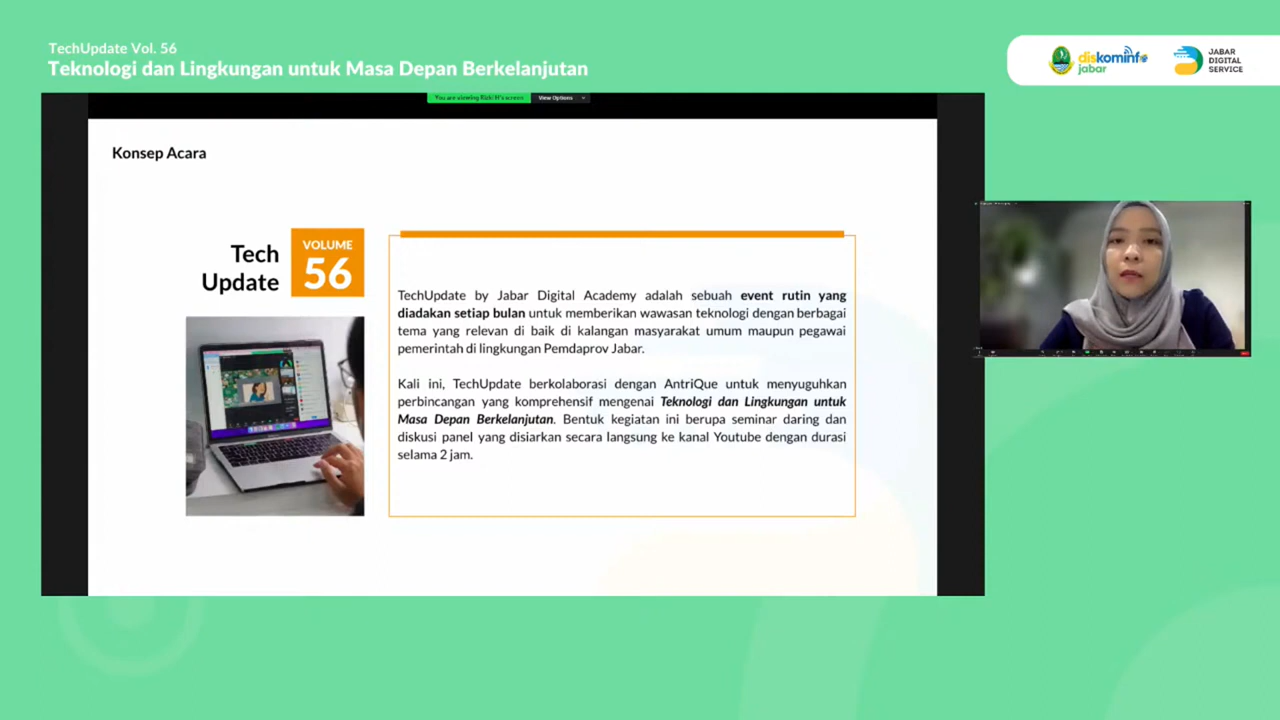 TechUpdate Vol. 56
Teknologi dan Lingkungan untuk Masa Depan Berkelanjutan
diskominfo
jabar
JABAR
DIGITAL
SERVICE
You are viewing Rizki H's screen
View Options
Konsep Acara
Tech
Update
VOLUME
56
TechUpdate by Jabar Digital Academy adalah sebuah event rutin yang
diadakan setiap bulan untuk memberikan wawasan teknologi dengan berbagai
tema yang relevan di baik di kalangan masyarakat umum maupun pegawai
pemerintah di lingkungan Pemdaprov Jabar.
Kali ini, TechUpdate berkolaborasi dengan AntriQue untuk menyuguhkan
perbincangan yang komprehensif mengenai Teknologi dan Lingkungan untuk
Masa Depan Berkelanjutan. Bentuk kegiatan ini berupa seminar daring dan
diskusi panel yang disiarkan secara langsung ke kanal Youtube dengan durasi
selama 2 jam.